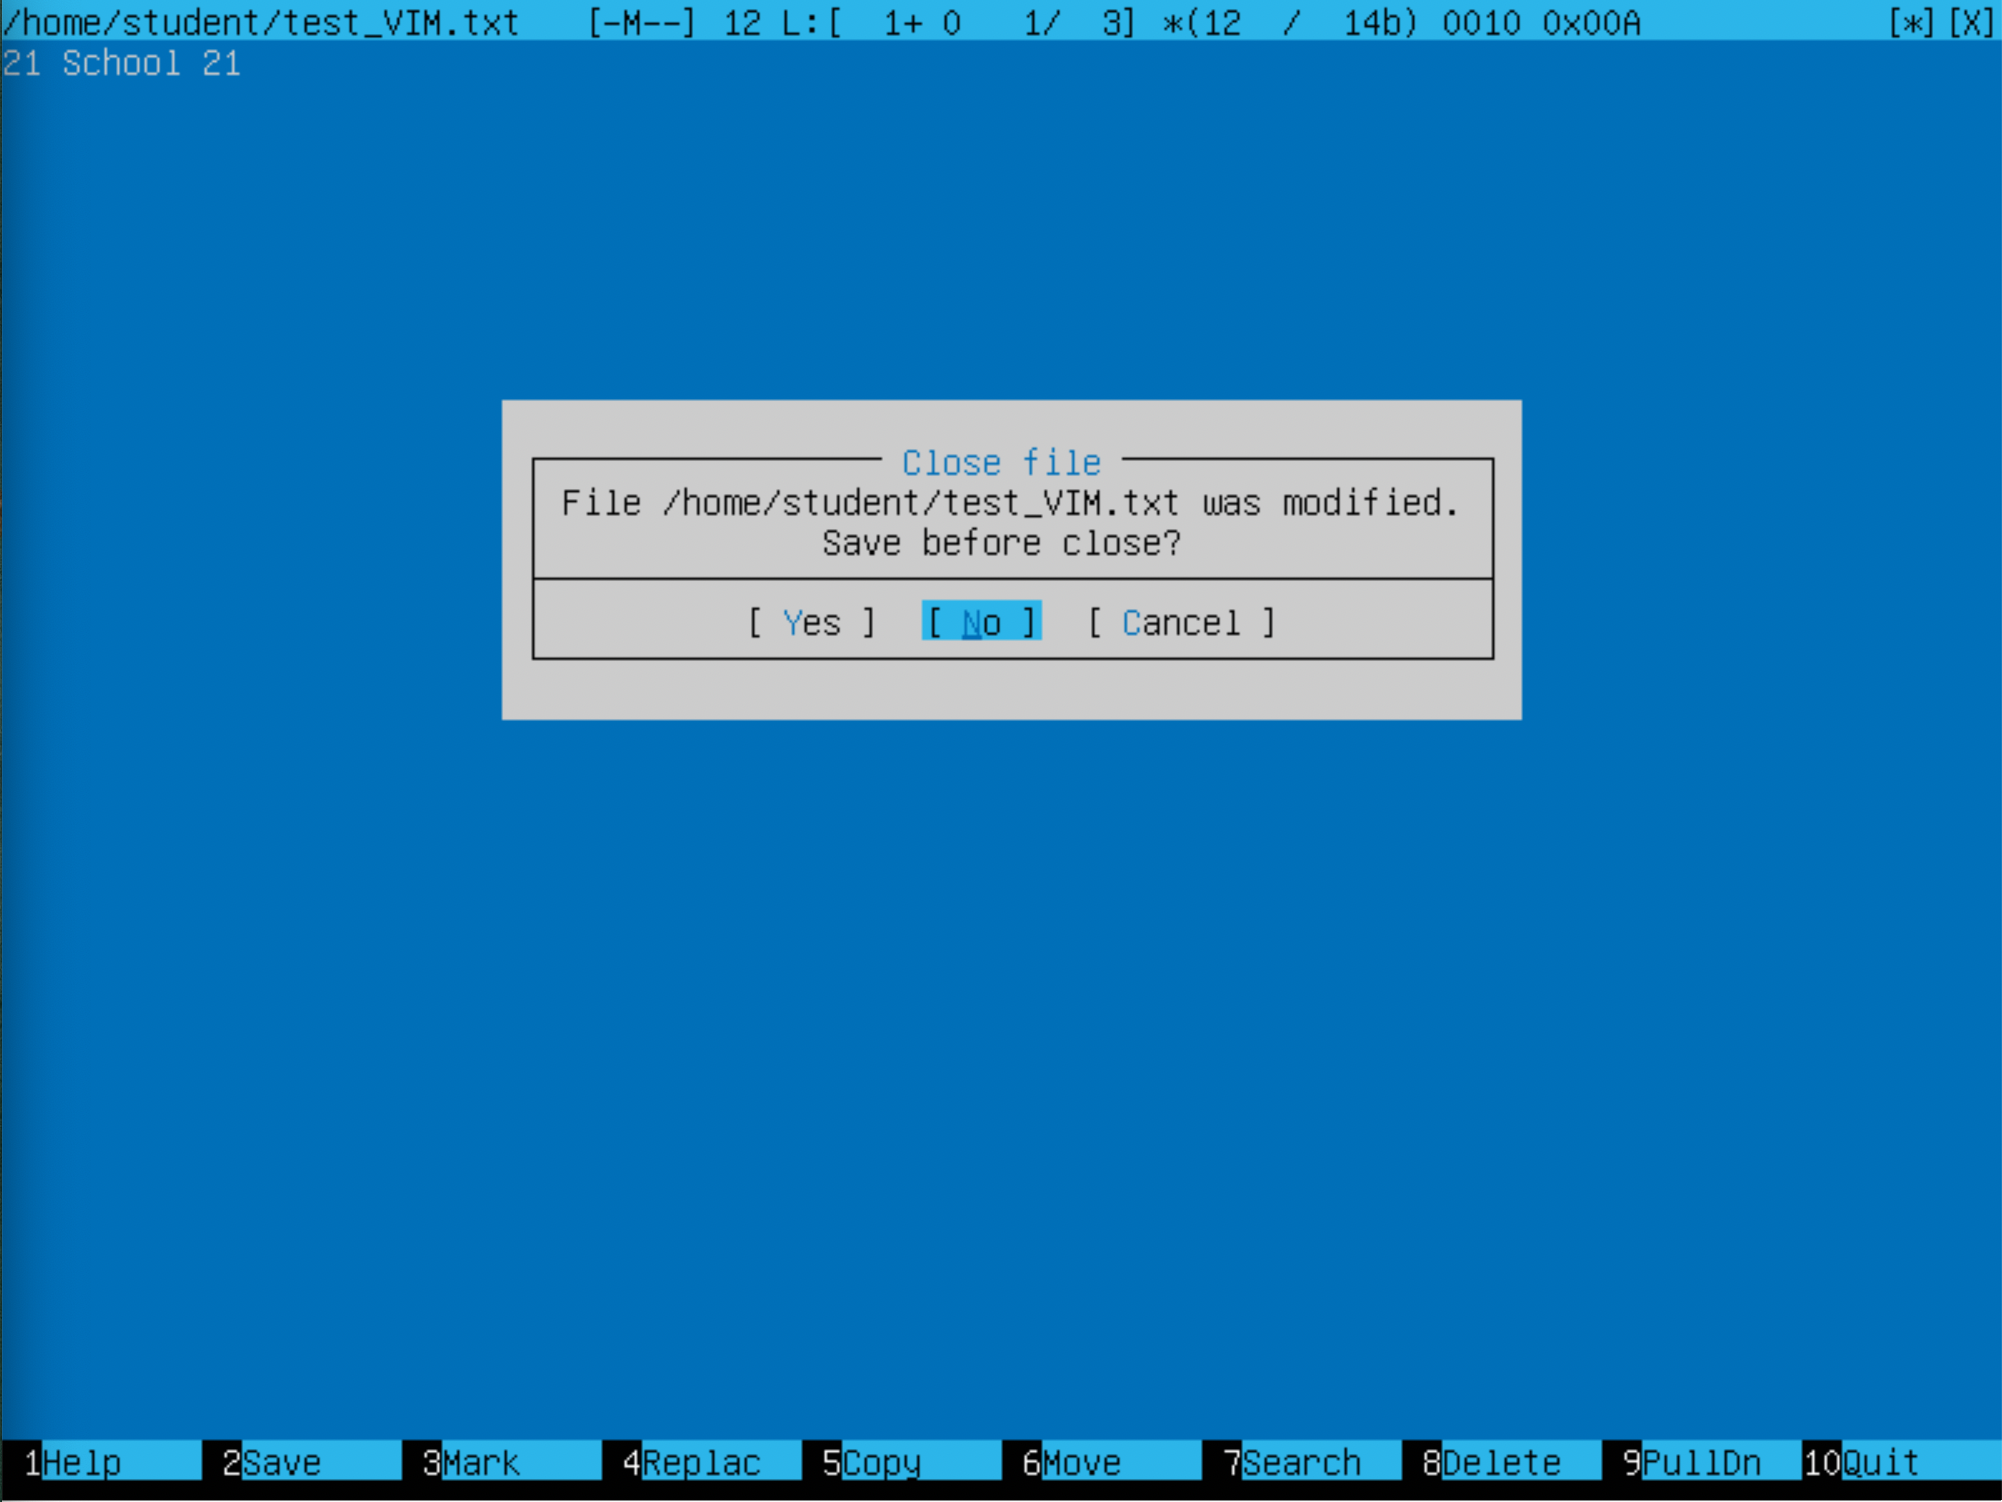 /home/student/test_VIM.txt   [-M--] 12 L:[  1+ 0   1/  3] *(12  /  14b) 0010 0x00A   [*][X]
21 School 21
Close file
File /home/student/test_VIM.txt was modified.
Save before close?
[ Yes ]  [ No ]  [ Cancel ]
1Help  2Save  3Mark  4Replac  5Copy  6Move  7Search  8Delete  9PullDn  10Quit